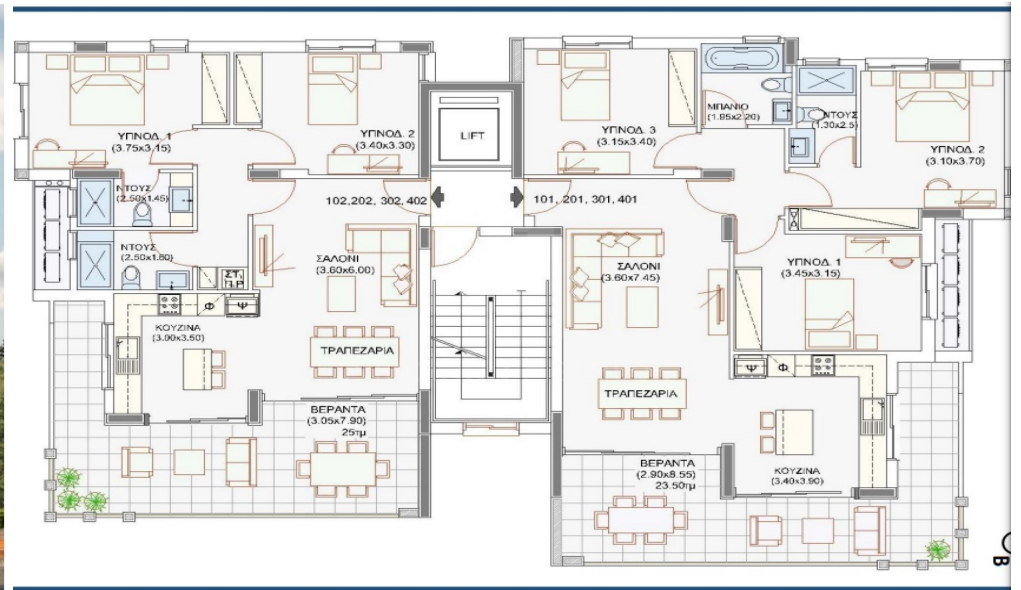 ΥΠΝΟΔ. 1
(3.75x3.15)
ΥΠΝΟΔ. 2
(3.40x3.30)
LIFT
ΥΠΝΟΔ. 3
(3.15x3.40)
ΜΠΑΝΙΟ
(1.85x2.20)
ΝΤΟΥΣ
(1.30x2.5)
ΥΠΝΟΔ. 2
(3.10x3.70)
ΝΤΟΥΣ
(2.50x1.45)
102,202, 302, 402
101, 201, 301, 401
ΝΤΟΥΣ
(2.50x1.60)
ΣΤ
Π.Ρ
ΣΑΛΟΝΙ
(3.60x6.00)
ΣΑΛΟΝΙ
(3.60x7.45)
ΥΠΝΟΔ. 1
(3.45x3.15)
Φ
Ψ
ΚΟΥΖΙΝΑ
(3.90x3.50)
ΤΡΑΠΕΖΑΡΙΑ
Ψ
Φ
ΤΡΑΠΕΖΑΡΙΑ
ΒΕΡΑΝΤΑ
(3.05x7.90)
25τμ
ΒΕΡΑΝΤΑ
(2.90x8.55)
23.50τμ
ΚΟΥΖΙΝΑ
(3.40x3.90)
Β